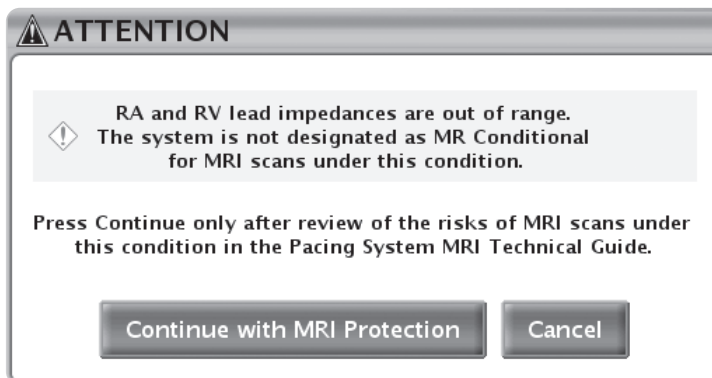 ATTENTION
RA and RV lead impedances are out of range.
The system is not designated as MR Conditional
for MRI scans under this condition.
Press Continue only after review of the risks of MRI scans under
this condition in the Pacing System MRI Technical Guide.
Continue with MRI Protection
Cancel